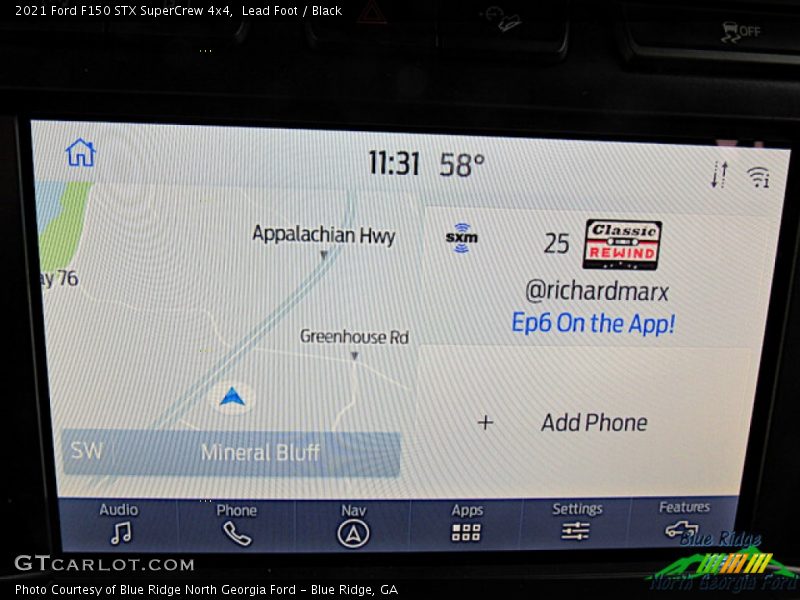 2021 Ford F150 STX SuperCrew 4x4,  Lead Foot / Black
OFF
11:31 58°
Appalachian Hwy
sxm
25
Classic
REWIND
ay 76
@richardmarx
Ep6 On the App!
Greenhouse Rd
+ Add Phone
SW
Mineral Bluff
Audio
Phone
Nav
Apps
Settings
Features
Blue Ridge
North Georgia Ford
GTCARLOT.COM
Photo Courtesy of Blue Ridge North Georgia Ford – Blue Ridge, GA